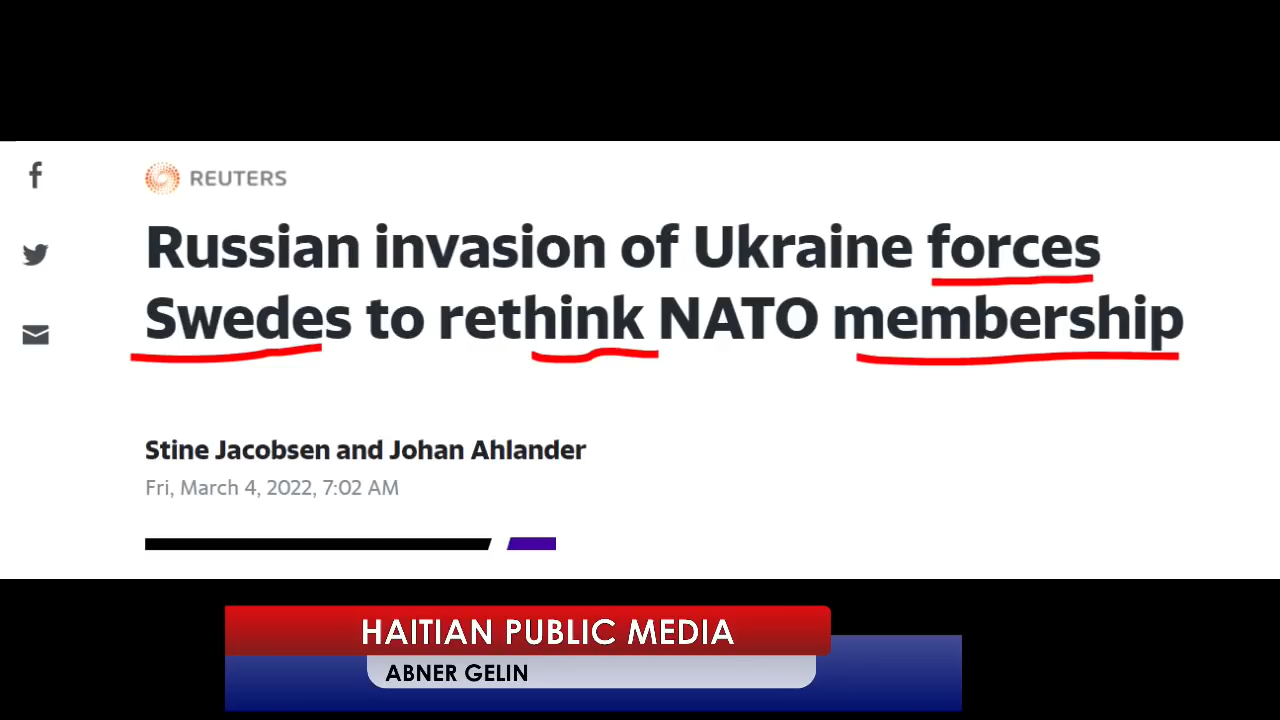 REUTERS
Russian invasion of Ukraine forces
Swedes to rethink NATO membership
Stine Jacobsen and Johan Ahlander
Fri, March 4, 2022, 7:02 AM
HAITIAN PUBLIC MEDIA
ABNER GELIN